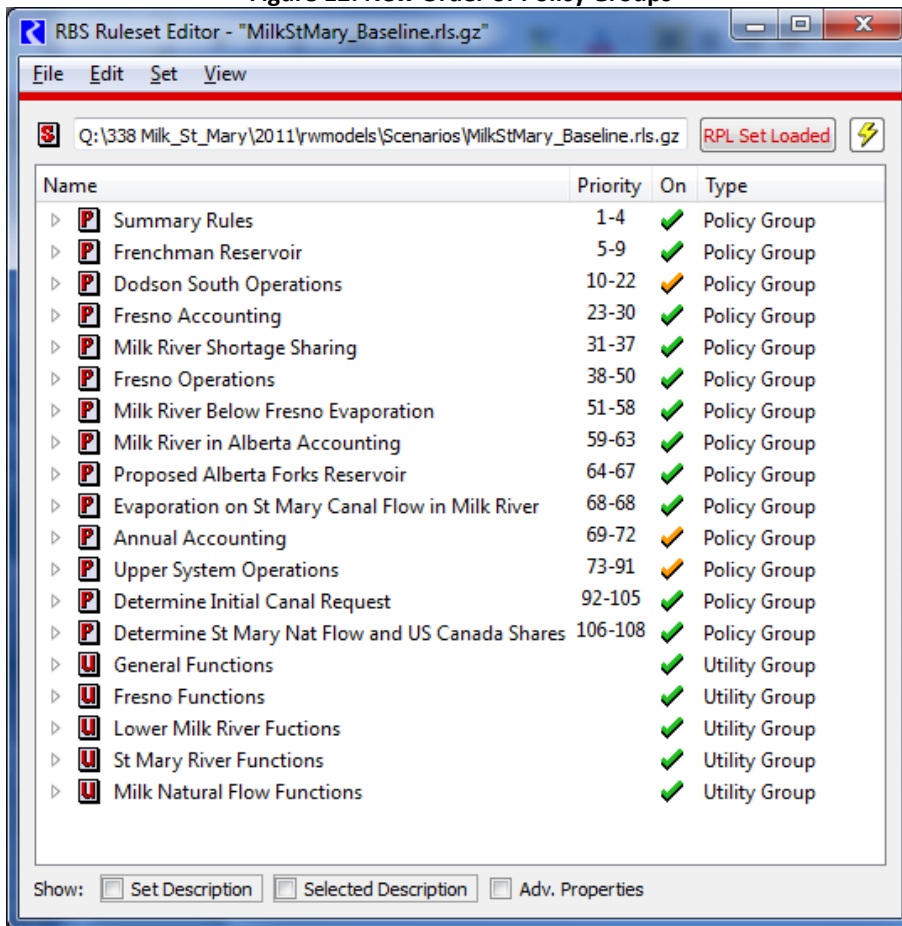 Figure 22. New Order of Policy Groups
RBS Ruleset Editor - "MilkStMary_Baseline.rls.gz"
File Edit Set View
S Q:\338 Milk_St_Mary\2011\rwmodels\Scenarios\MilkStMary_Baseline.rls.gz RPL Set Loaded
Name Priority On Type
P Summary Rules 1-4 Policy Group
P Frenchman Reservoir 5-9 Policy Group
P Dodson South Operations 10-22 Policy Group
P Fresno Accounting 23-30 Policy Group
P Milk River Shortage Sharing 31-37 Policy Group
P Fresno Operations 38-50 Policy Group
P Milk River Below Fresno Evaporation 51-58 Policy Group
P Milk River in Alberta Accounting 59-63 Policy Group
P Proposed Alberta Forks Reservoir 64-67 Policy Group
P Evaporation on St Mary Canal Flow in Milk River 68-68 Policy Group
P Annual Accounting 69-72 Policy Group
P Upper System Operations 73-91 Policy Group
P Determine Initial Canal Request 92-105 Policy Group
P Determine St Mary Nat Flow and US Canada Shares 106-108 Policy Group
U General Functions Utility Group
U Fresno Functions Utility Group
U Lower Milk River Fuctions Utility Group
U St Mary River Functions Utility Group
U Milk Natural Flow Functions Utility Group
Show: Set Description Selected Description Adv. Properties